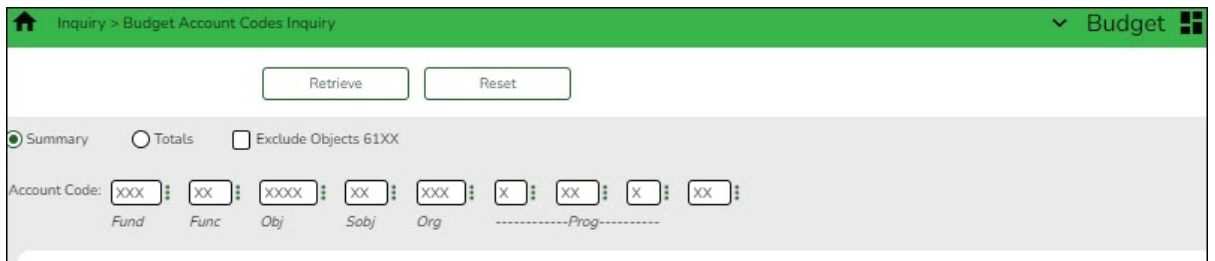 Inquiry > Budget Account Codes Inquiry Budget
Retrieve Reset
Summary Totals Exclude Objects 61XX
Account Code: XXX XX XXXX XX XXX X XX X XX
Fund Func Obj Sobj Org ------------Prog----------